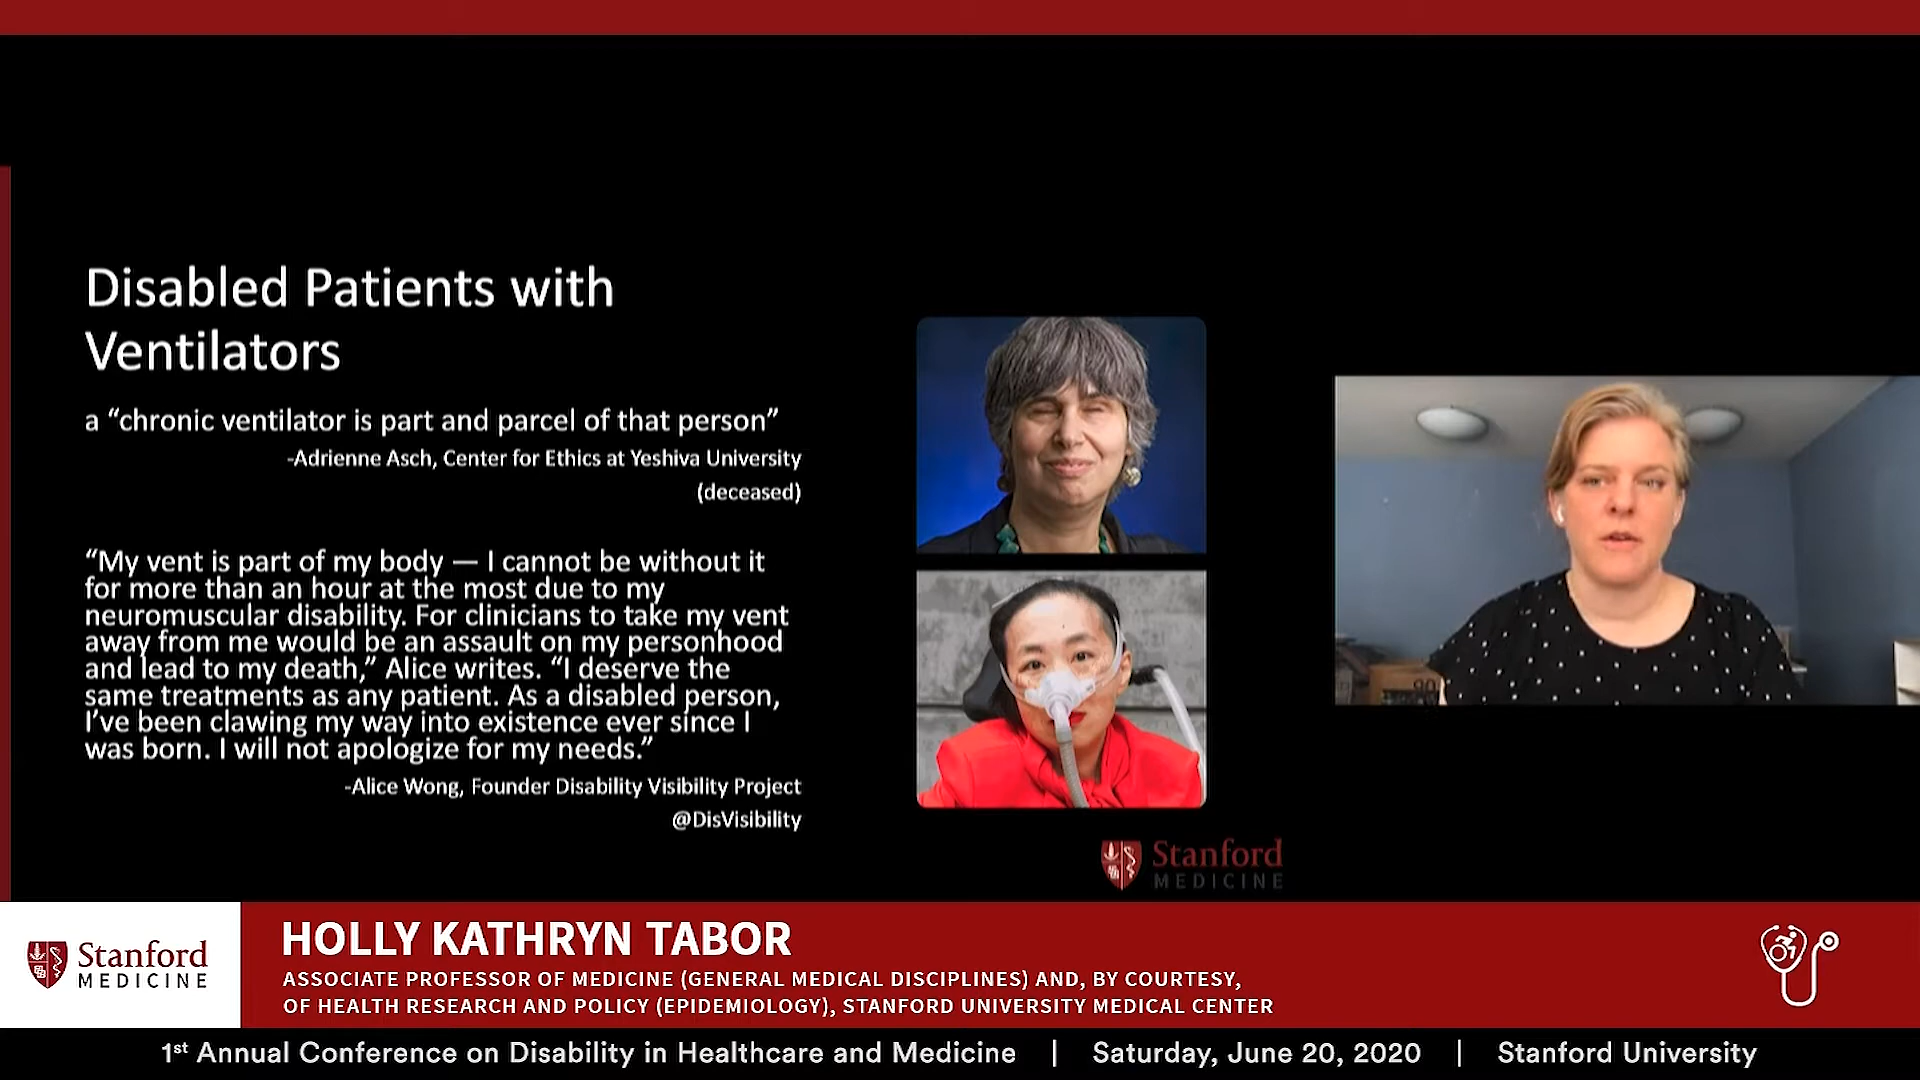 Disabled Patients with
Ventilators
a “chronic ventilator is part and parcel of that person”
-Adrienne Asch, Center for Ethics at Yeshiva University
(deceased)
“My vent is part of my body — I cannot be without it
for more than an hour at the most due to my
neuromuscular disability. For clinicians to take my vent
away from me would be an assault on my personhood
and lead to my death,” Alice writes. “I deserve the
same treatments as any patient. As a disabled person,
I’ve been clawing my way into existence ever since I
was born. I will not apologize for my needs.”
-Alice Wong, Founder Disability Visibility Project
@DisVisibility
90
Stanford
MEDICINE
Stanford
MEDICINE
HOLLY KATHRYN TABOR
ASSOCIATE PROFESSOR OF MEDICINE (GENERAL MEDICAL DISCIPLINES) AND, BY COURTESY,
OF HEALTH RESEARCH AND POLICY (EPIDEMIOLOGY), STANFORD UNIVERSITY MEDICAL CENTER
1st Annual Conference on Disability in Healthcare and Medicine | Saturday, June 20, 2020 | Stanford University